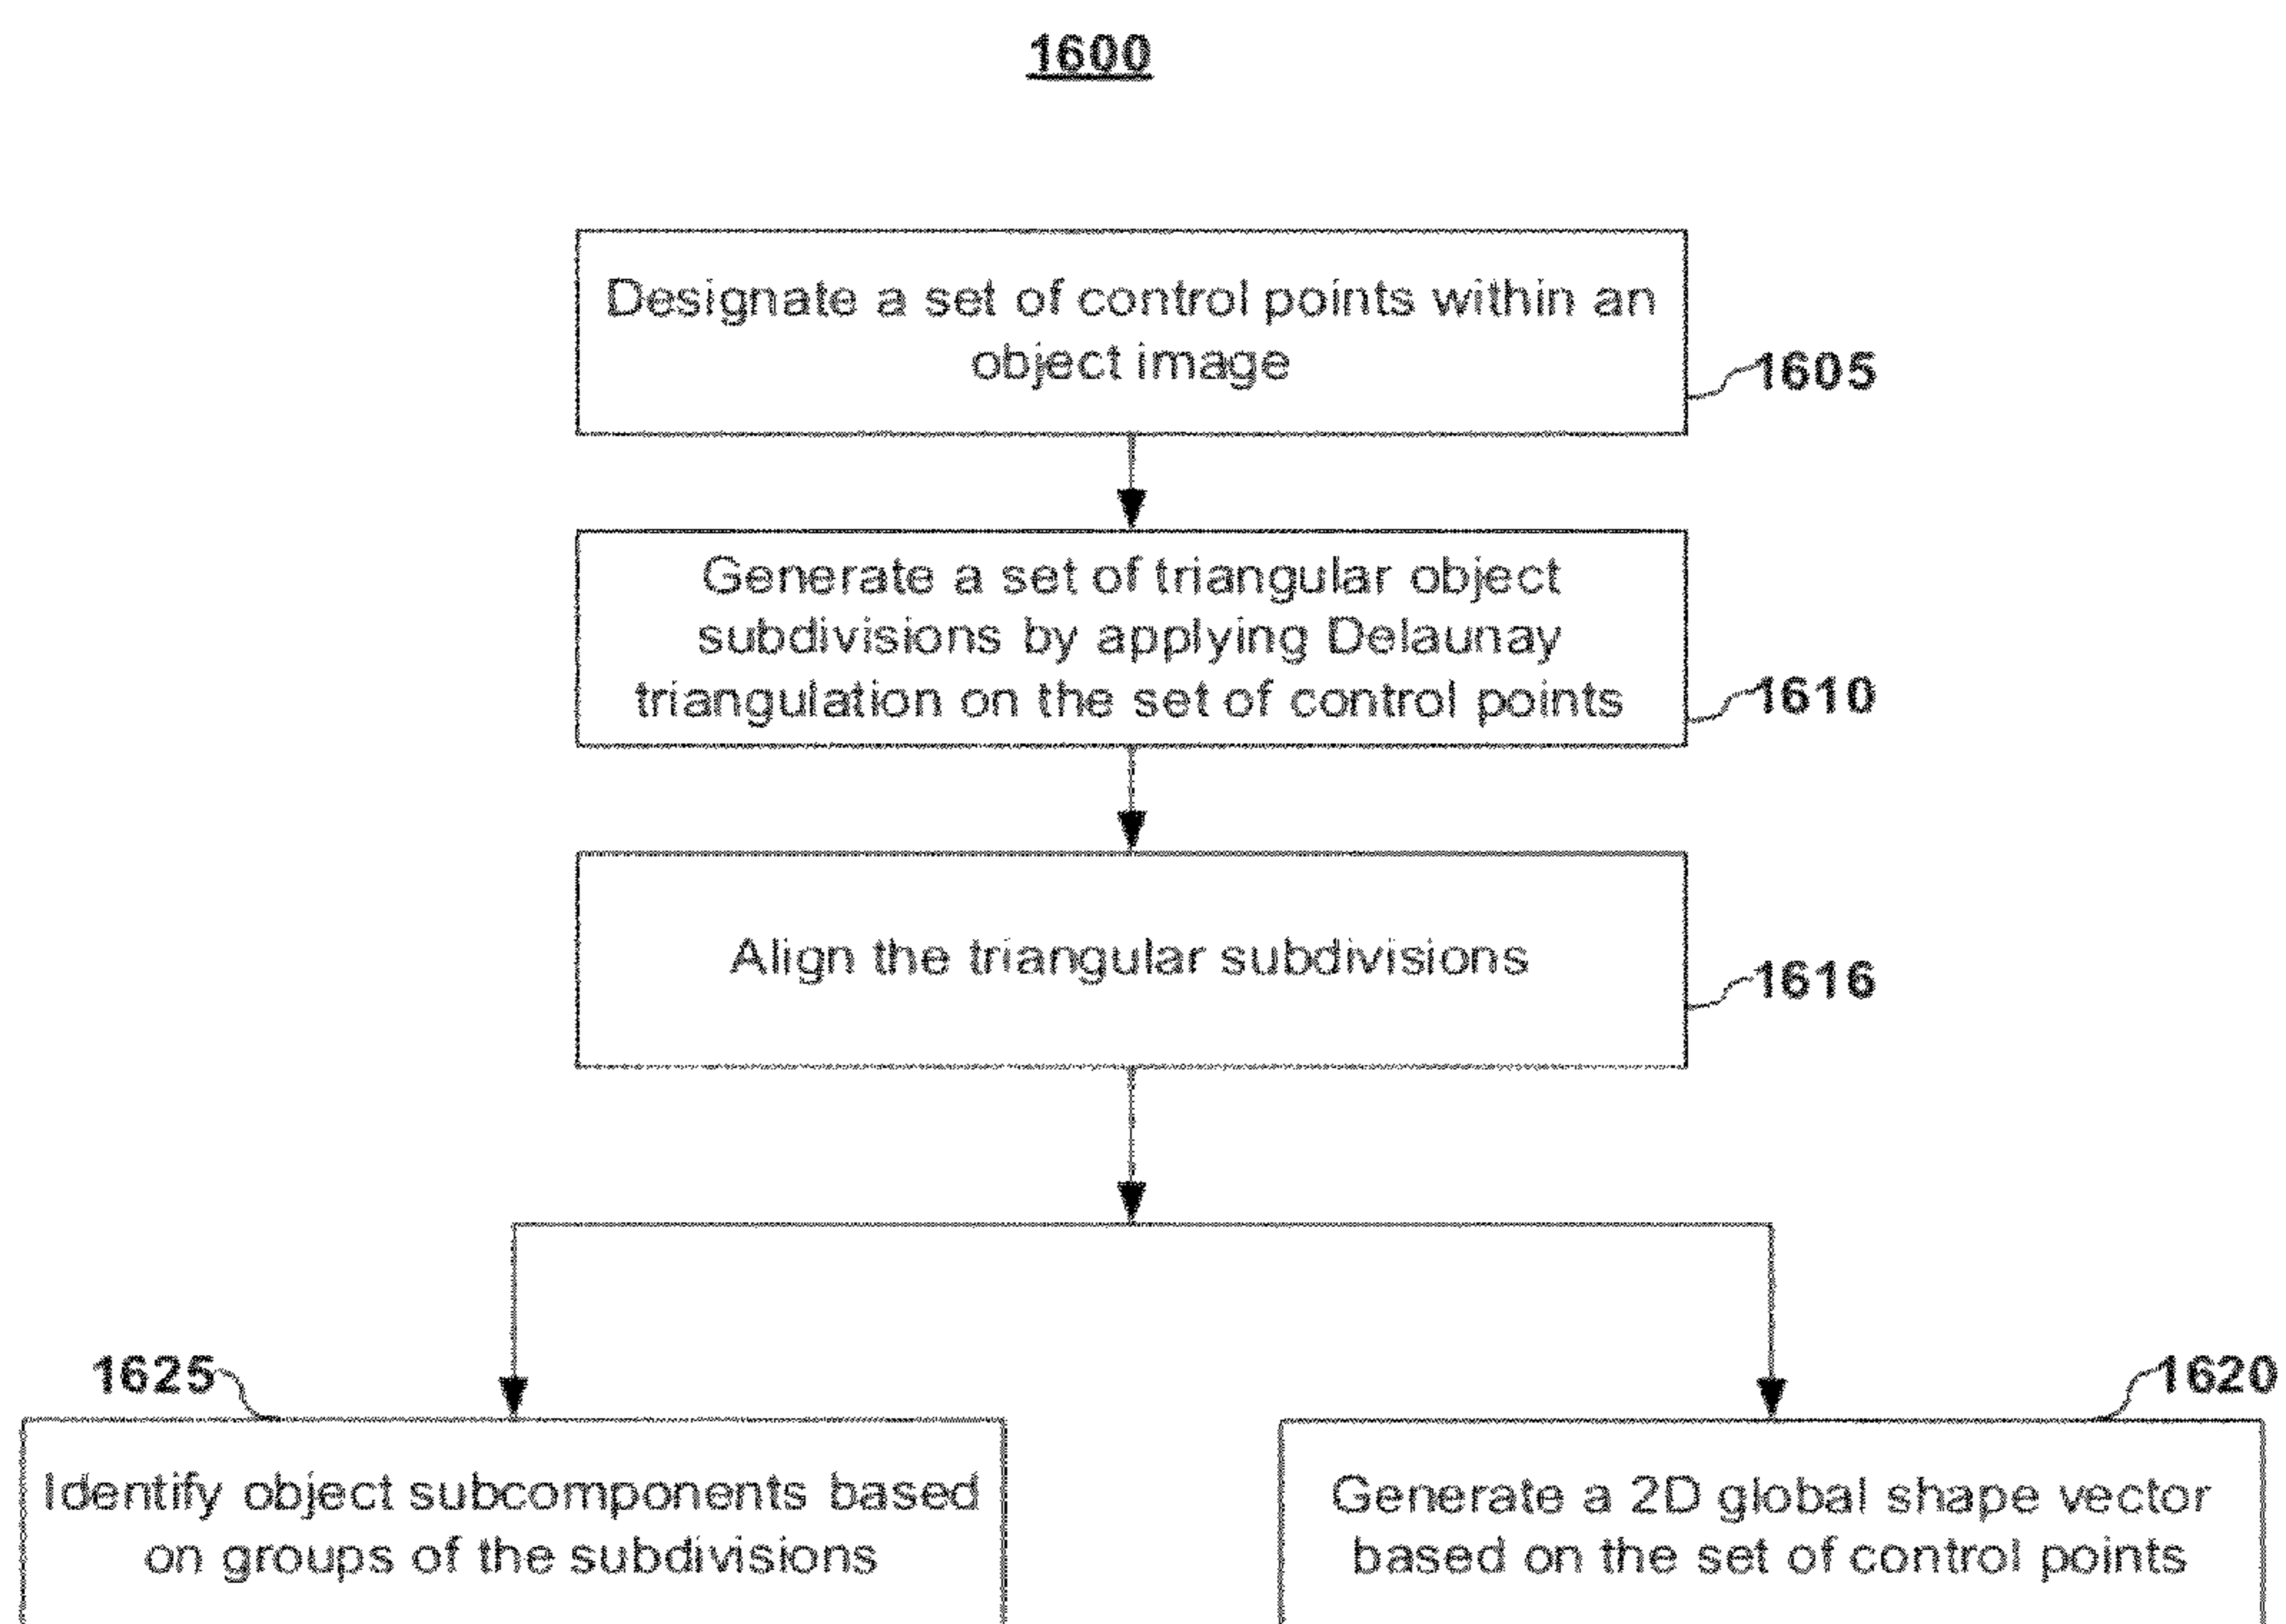 1600
Designate a set of control points within an
object image
1605
Generate a set of triangular object
subdivisions by applying Delaunay
triangulation on the set of control points
1610
Align the triangular subdivisions
1616
1625
1620
Identify object subcomponents based
on groups of the subdivisions
Generate a 2D global shape vector
based on the set of control points